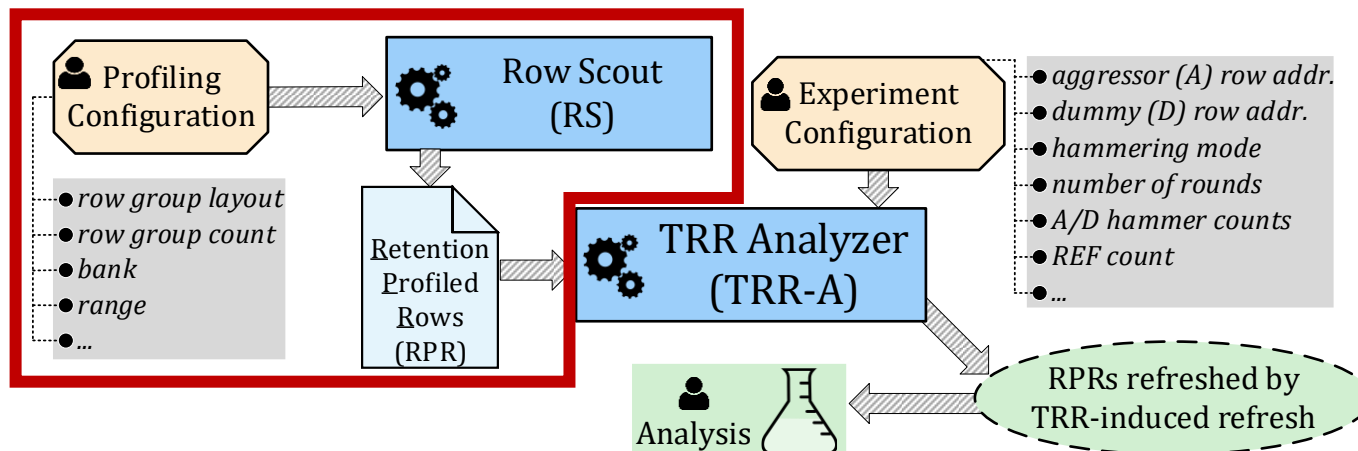 Profiling
Configuration
row group layout
row group count
bank
range
...
Row Scout
(RS)
Retention
Profiled
Rows
(RPR)
Experiment
Configuration
aggressor (A) row addr.
dummy (D) row addr.
hammering mode
number of rounds
A/D hammer counts
REF count
...
TRR Analyzer
(TRR-A)
RPRs refreshed by
TRR-induced refresh
Analysis